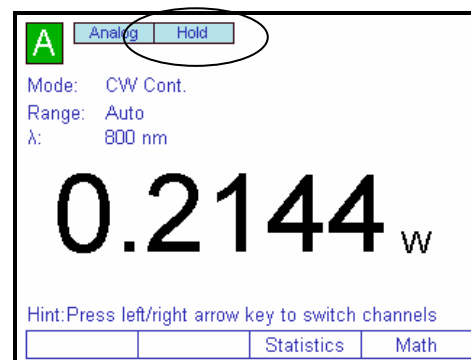 A Analog Hold
Mode: CW Cont.
Range: Auto
λ: 800 nm
0.2144 W
Hint:Press left/right arrow key to switch channels
Statistics Math